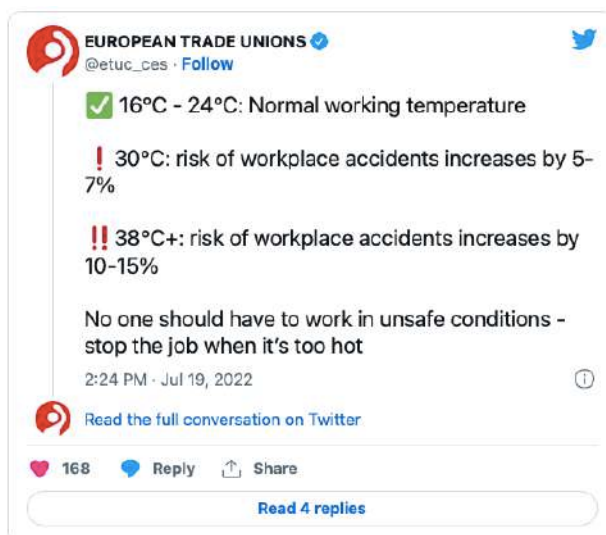 EUROPEAN TRADE UNIONS
@etuc_ces · Follow
✅ 16°C - 24°C: Normal working temperature
❗ 30°C: risk of workplace accidents increases by 5-
7%
‼️ 38°C+: risk of workplace accidents increases by
10-15%
No one should have to work in unsafe conditions -
stop the job when it's too hot
2:24 PM · Jul 19, 2022
Read the full conversation on Twitter
168 Reply Share
Read 4 replies